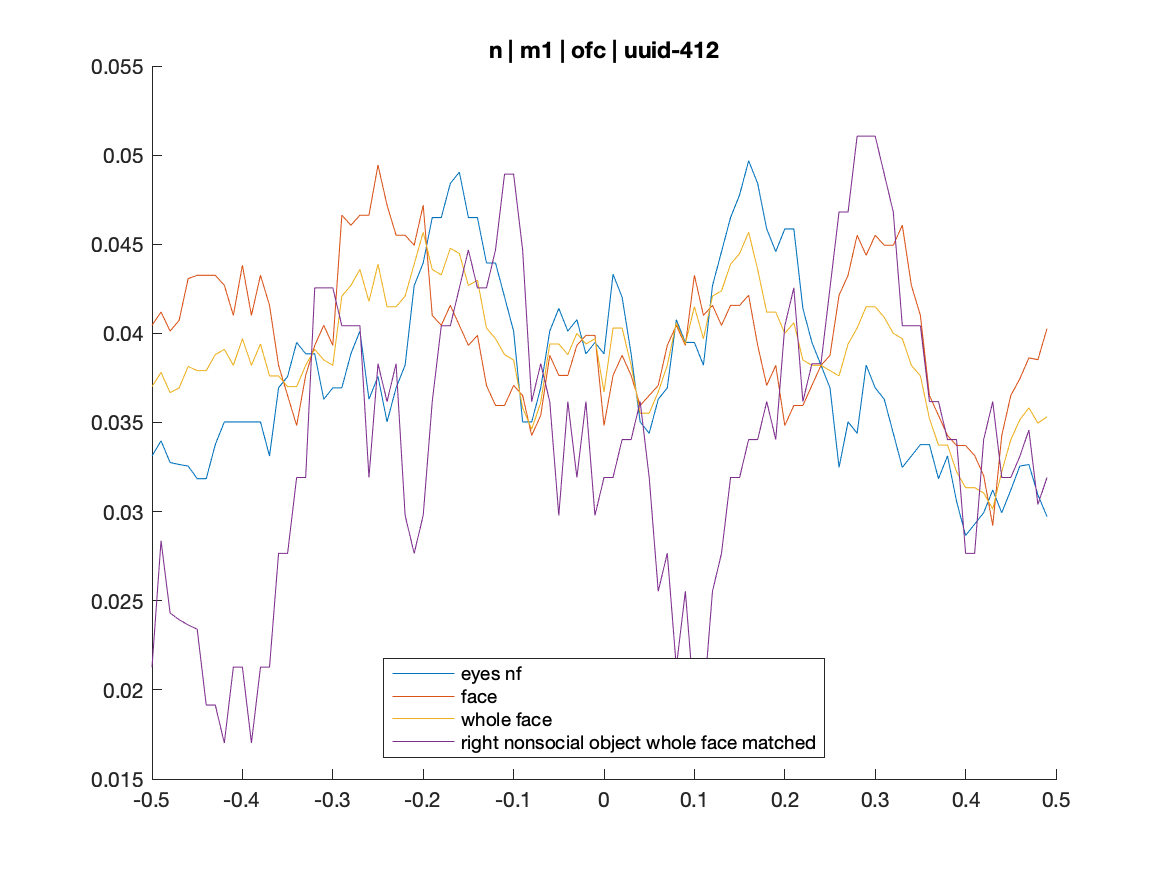 n | m1 | ofc | uuid-412
0.055
0.05
0.045
0.04
0.035
0.03
0.025
0.02
0.015
eyes nf
face
whole face
right nonsocial object whole face matched
-0.5 -0.4 -0.3 -0.2 -0.1 0 0.1 0.2 0.3 0.4 0.5